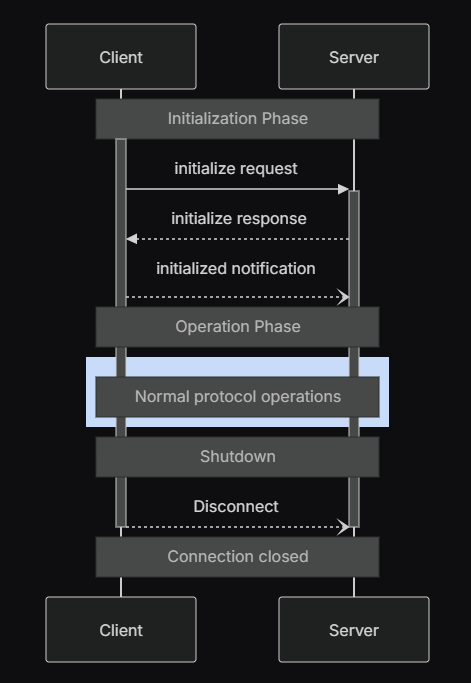 Client
Server
Initialization Phase
initialize request
initialize response
initialized notification
Operation Phase
Normal protocol operations
Shutdown
Disconnect
Connection closed
Client
Server